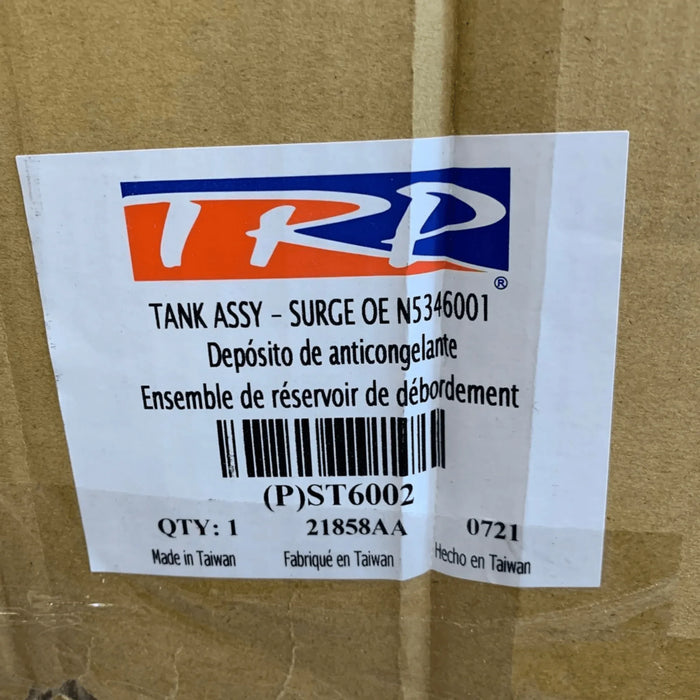 TRP
®
TANK ASSY - SURGE OE N5346001
Depósito de anticongelante
Ensemble de réservoir de débordement
(P)ST6002
QTY: 1 21858AA 0721
Made in Taiwan Fabriqué en Taiwan Hecho en Taiwan